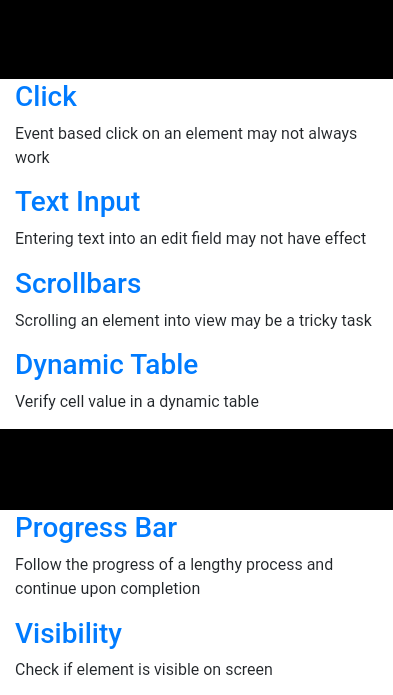 Click
Event based click on an element may not always
work
Text Input
Entering text into an edit field may not have effect
Scrollbars
Scrolling an element into view may be a tricky task
Dynamic Table
Verify cell value in a dynamic table
Progress Bar
Follow the progress of a lengthy process and
continue upon completion
Visibility
Check if element is visible on screen